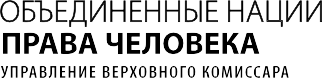 ОБЪЕДИНЕННЫЕ НАЦИИ
ПРАВА ЧЕЛОВЕКА
УПРАВЛЕНИЕ ВЕРХОВНОГО КОМИССАРА